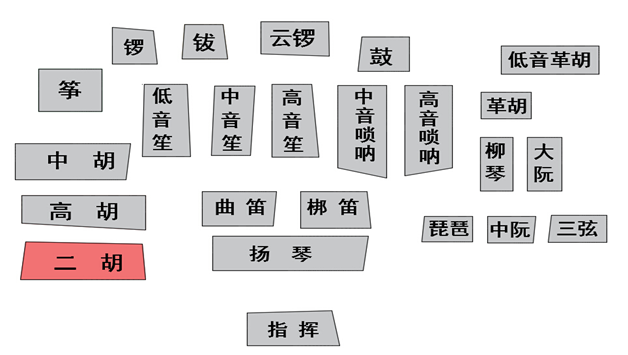 锣
钹
云锣
鼓
低音革胡
筝
低音笙
中音笙
高音笙
中音唢呐
高音唢呐
革胡
柳琴
大阮
中 胡
高 胡
曲 笛
梆 笛
琵琶
中阮
三弦
二 胡
扬 琴
指 挥